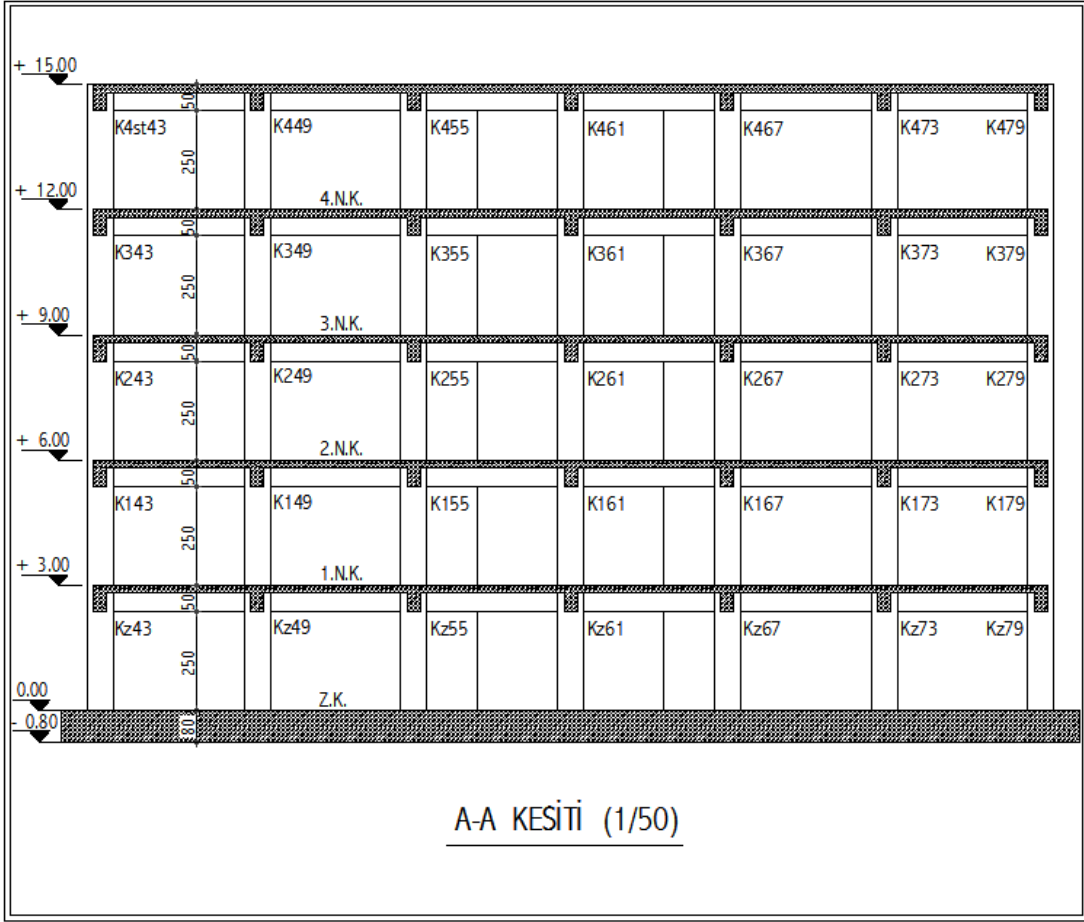 + 15.00
50
K4st43 K449 K455 K461 K467 K473 K479
250
4.N.K.
+ 12.00
50
K343 K349 K355 K361 K367 K373 K379
250
3.N.K.
+ 9.00
50
K243 K249 K255 K261 K267 K273 K279
250
2.N.K.
+ 6.00
50
K143 K149 K155 K161 K167 K173 K179
250
1.N.K.
+ 3.00
50
Kz43 Kz49 Kz55 Kz61 Kz67 Kz73 Kz79
250
Z.K.
0.00
- 0.80
80
A-A KESİTİ (1/50)